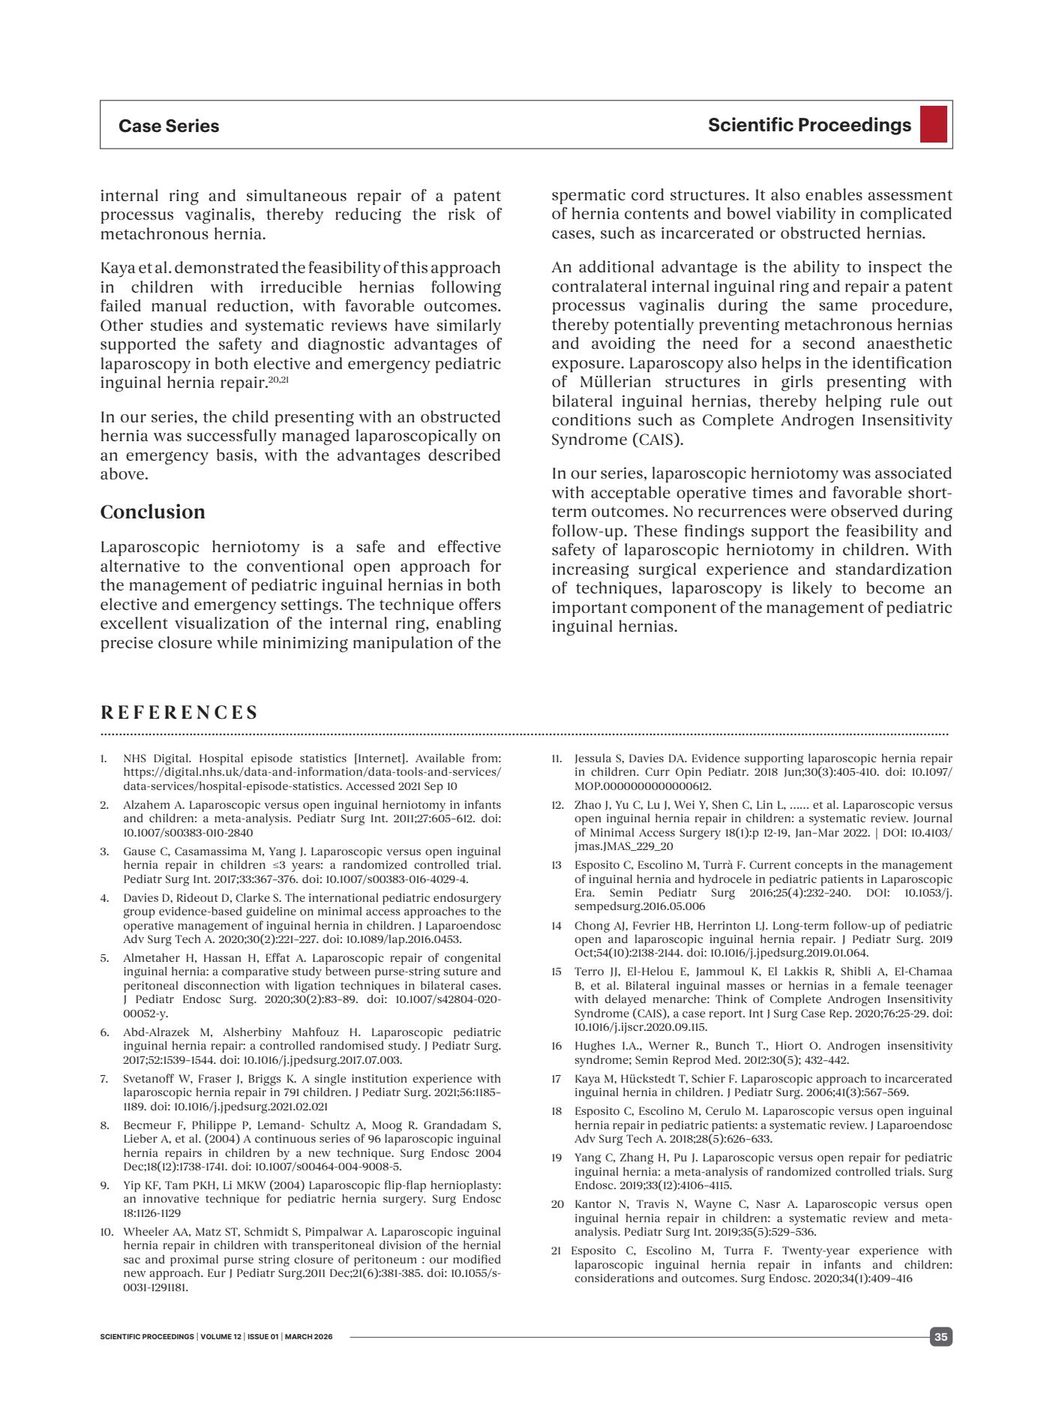 Case Series
Scientific Proceedings
internal ring and simultaneous repair of a patent
processus vaginalis, thereby reducing the risk of
metachronous hernia.
Kaya et al. demonstrated the feasibility of this approach
in children with irreducible hernias following
failed manual reduction, with favorable outcomes.
Other studies and systematic reviews have similarly
supported the safety and diagnostic advantages of
laparoscopy in both elective and emergency pediatric
inguinal hernia repair.20,21
In our series, the child presenting with an obstructed
hernia was successfully managed laparoscopically on
an emergency basis, with the advantages described
above.
Conclusion
Laparoscopic herniotomy is a safe and effective
alternative to the conventional open approach for
the management of pediatric inguinal hernias in both
elective and emergency settings. The technique offers
excellent visualization of the internal ring, enabling
precise closure while minimizing manipulation of the
spermatic cord structures. It also enables assessment
of hernia contents and bowel viability in complicated
cases, such as incarcerated or obstructed hernias.
An additional advantage is the ability to inspect the
contralateral internal inguinal ring and repair a patent
processus vaginalis during the same procedure,
thereby potentially preventing metachronous hernias
and avoiding the need for a second anaesthetic
exposure. Laparoscopy also helps in the identification
of Müllerian structures in girls presenting with
bilateral inguinal hernias, thereby helping rule out
conditions such as Complete Androgen Insensitivity
Syndrome (CAIS).
In our series, laparoscopic herniotomy was associated
with acceptable operative times and favorable short-
term outcomes. No recurrences were observed during
follow-up. These findings support the feasibility and
safety of laparoscopic herniotomy in children. With
increasing surgical experience and standardization
of techniques, laparoscopy is likely to become an
important component of the management of pediatric
inguinal hernias.
REFERENCES
1. NHS Digital. Hospital episode statistics [Internet]. Available from:
https://digital.nhs.uk/data-and-information/data-tools-and-services/
data-services/hospital-episode-statistics. Accessed 2021 Sep 10
2. Alzahem A. Laparoscopic versus open inguinal herniotomy in infants
and children: a meta-analysis. Pediatr Surg Int. 2011;27:605–612. doi:
10.1007/s00383-010-2840
3. Gause C, Casamassima M, Yang J. Laparoscopic versus open inguinal
hernia repair in children ≤3 years: a randomized controlled trial.
Pediatr Surg Int. 2017;33:367–376. doi: 10.1007/s00383-016-4029-4.
4. Davies D, Rideout D, Clarke S. The international pediatric endosurgery
group evidence-based guideline on minimal access approaches to the
operative management of inguinal hernia in children. J Laparoendosc
Adv Surg Tech A. 2020;30(2):221–227. doi: 10.1089/lap.2016.0453.
5. Almetaher H, Hassan H, Effat A. Laparoscopic repair of congenital
inguinal hernia: a comparative study between purse-string suture and
peritoneal disconnection with ligation techniques in bilateral cases.
J Pediatr Endosc Surg. 2020;30(2):83–89. doi: 10.1007/s42804-020-
00052-y.
6. Abd-Alrazek M, Alsherbiny Mahfouz H. Laparoscopic pediatric
inguinal hernia repair: a controlled randomised study. J Pediatr Surg.
2017;52:1539–1544. doi: 10.1016/j.jpedsurg.2017.07.003.
7. Svetanoff W, Fraser J, Briggs K. A single institution experience with
laparoscopic hernia repair in 791 children. J Pediatr Surg. 2021;56:1185–
1189. doi: 10.1016/j.jpedsurg.2021.02.021
8. Becmeur F, Philippe P, Lemand- Schultz A, Moog R. Grandadam S,
Lieber A, et al. (2004) A continuous series of 96 laparoscopic inguinal
hernia repairs in children by a new technique. Surg Endosc 2004
Dec;18(12):1738-1741. doi: 10.1007/s00464-004-9008-5.
9. Yip KF, Tam PKH, Li MKW (2004) Laparoscopic flip-flap hernioplasty:
an innovative technique for pediatric hernia surgery. Surg Endosc
18:1126-1129
10. Wheeler AA, Matz ST, Schmidt S, Pimpalwar A. Laparoscopic inguinal
hernia repair in children with transperitoneal division of the hernial
sac and proximal purse string closure of peritoneum : our modified
new approach. Eur J Pediatr Surg.2011 Dec;21(6):381-385. doi: 10.1055/s-
0031-1291181.
11. Jessula S, Davies DA. Evidence supporting laparoscopic hernia repair
in children. Curr Opin Pediatr. 2018 Jun;30(3):405-410. doi: 10.1097/
MOP.0000000000000612.
12. Zhao J, Yu C, Lu J, Wei Y, Shen C, Lin L, ...... et al. Laparoscopic versus
open inguinal hernia repair in children: a systematic review. Journal
of Minimal Access Surgery 18(1):p 12-19, Jan–Mar 2022. | DOI: 10.4103/
jmas.JMAS_229_20
13 Esposito C, Escolino M, Turrà F. Current concepts in the management
of inguinal hernia and hydrocele in pediatric patients in Laparoscopic
Era. Semin Pediatr Surg 2016;25(4):232–240. DOI: 10.1053/j.
sempedsurg.2016.05.006
14 Chong AJ, Fevrier HB, Herrinton LJ. Long-term follow-up of pediatric
open and laparoscopic inguinal hernia repair. J Pediatr Surg. 2019
Oct;54(10):2138-2144. doi: 10.1016/j.jpedsurg.2019.01.064.
15 Terro JJ, El-Helou E, Jammoul K, El Lakkis R, Shibli A, El-Chamaa
B, et al. Bilateral inguinal masses or hernias in a female teenager
with delayed menarche: Think of Complete Androgen Insensitivity
Syndrome (CAIS), a case report. Int J Surg Case Rep. 2020;76:25-29. doi:
10.1016/j.ijscr.2020.09.115.
16 Hughes I.A., Werner R., Bunch T., Hiort O. Androgen insensitivity
syndrome; Semin Reprod Med. 2012:30(5); 432–442.
17 Kaya M, Hückstedt T, Schier F. Laparoscopic approach to incarcerated
inguinal hernia in children. J Pediatr Surg. 2006;41(3):567–569.
18 Esposito C, Escolino M, Cerulo M. Laparoscopic versus open inguinal
hernia repair in pediatric patients: a systematic review. J Laparoendosc
Adv Surg Tech A. 2018;28(5):626–633.
19 Yang C, Zhang H, Pu J. Laparoscopic versus open repair for pediatric
inguinal hernia: a meta-analysis of randomized controlled trials. Surg
Endosc. 2019;33(12):4106–4115.
20 Kantor N, Travis N, Wayne C, Nasr A. Laparoscopic versus open
inguinal hernia repair in children: a systematic review and meta-
analysis. Pediatr Surg Int. 2019;35(5):529–536.
21 Esposito C, Escolino M, Turra F. Twenty-year experience with
laparoscopic inguinal hernia repair in infants and children:
considerations and outcomes. Surg Endosc. 2020;34(1):409–416
SCIENTIFIC PROCEEDINGS | VOLUME 12 | ISSUE 01 | MARCH 2026
35